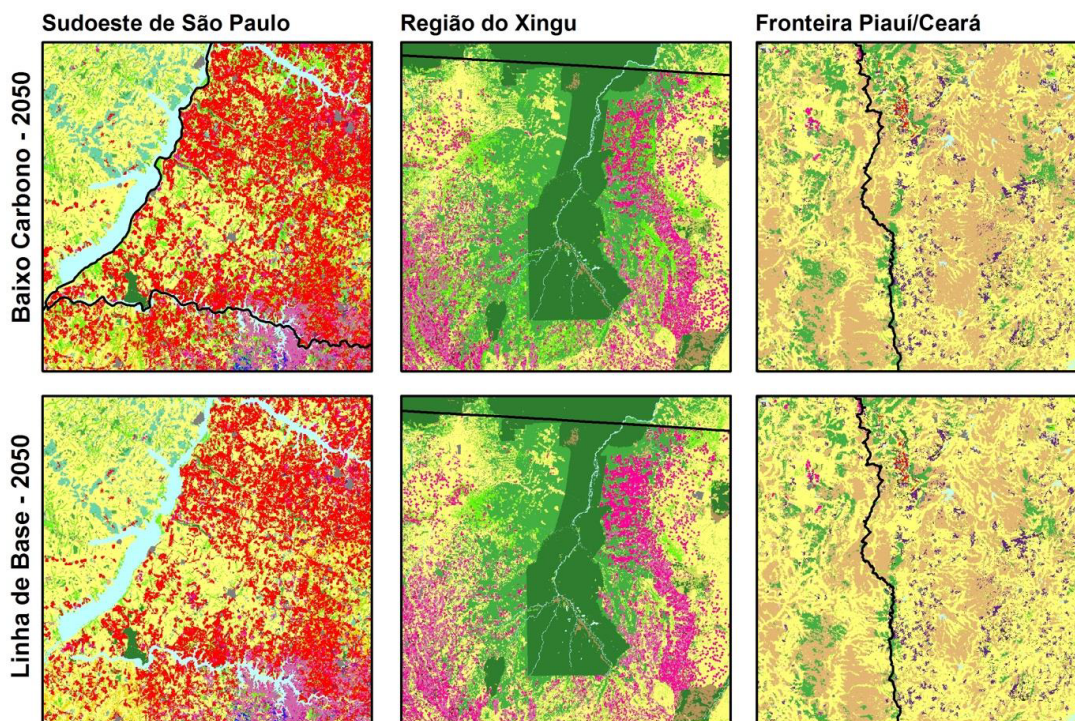 Sudoeste de São Paulo
Região do Xingu
Fronteira Piauí/Ceará
Baixo Carbono - 2050
Linha de Base - 2050